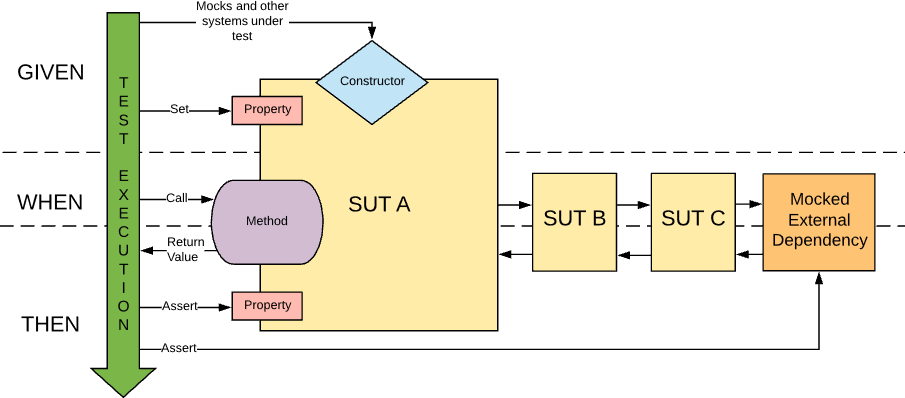 Mocks and other
systems under
test
GIVEN
Constructor
Set
Property
TEST EXECUTION
WHEN
Call
Method
SUT A
SUT B
SUT C
Mocked
External
Dependency
Return
Value
THEN
Assert
Property
Assert